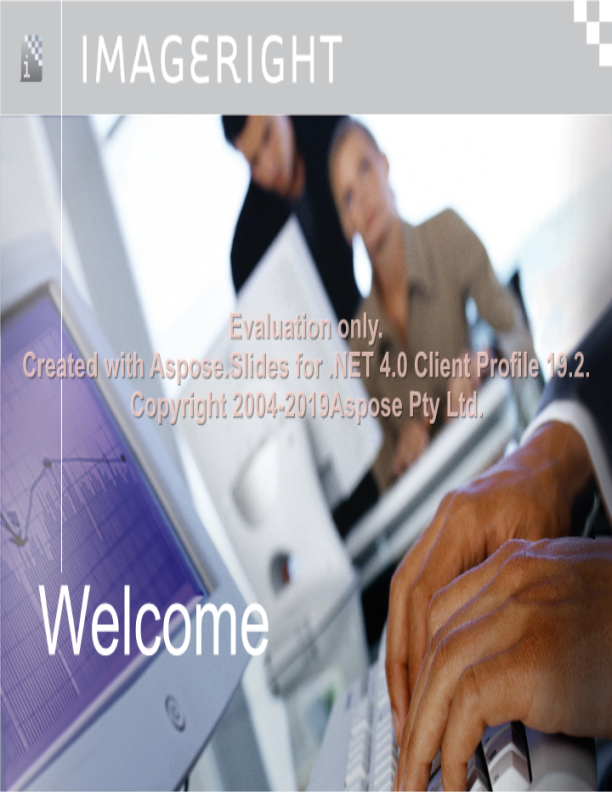 IMAGERIGHT
Evaluation only.
Created with Aspose.Slides for .NET 4.0 Client Profile 19.2.
Copyright 2004-2019Aspose Pty Ltd.
Welcome